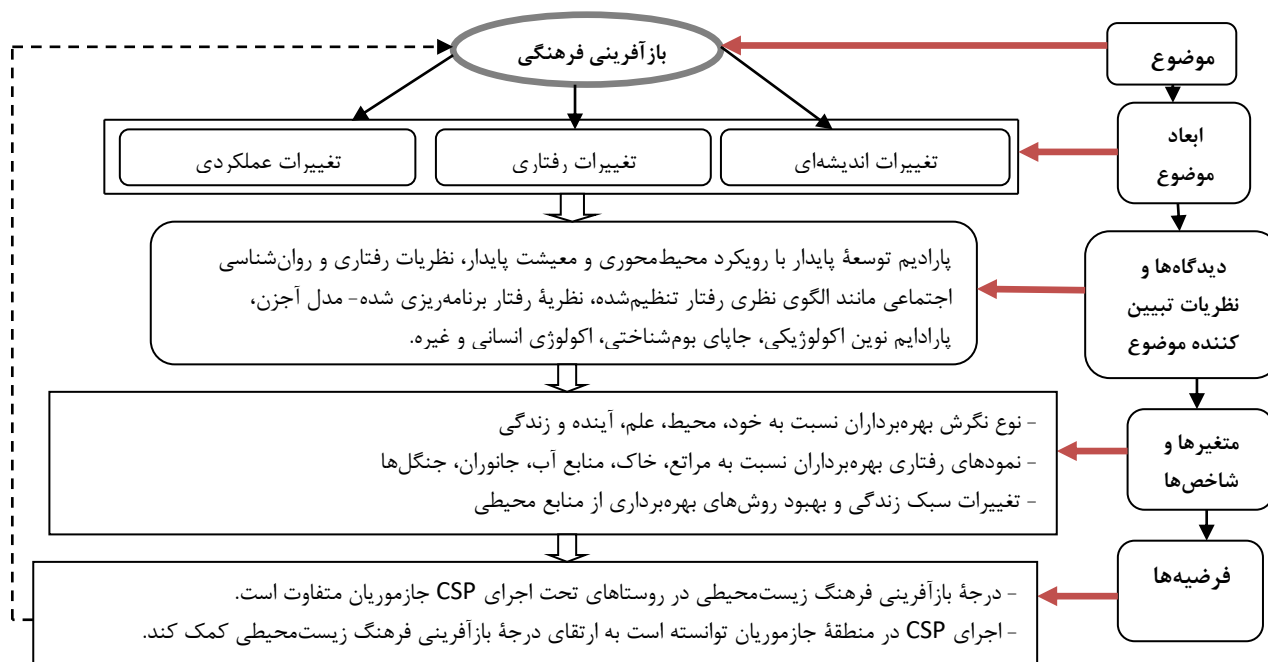 بازآفرینی فرهنگی
موضوع
ابعاد
موضوع
تغییرات اندیشه‌ای
تغییرات رفتاری
تغییرات عملکردی
دیدگاه‌ها و
نظریات تبیین
کننده موضوع
پارادیم توسعۀ پایدار با رویکرد محیط‌محوری و معیشت پایدار، نظریات رفتاری و روان‌شناسی
اجتماعی مانند الگوی نظری رفتار تنظیم‌شده، نظریۀ رفتار برنامه‌ریزی شده- مدل آجزن،
پارادایم نوین اکولوژیکی، جاپای بوم‌شناختی، اکولوژی انسانی و غیره.
متغیرها و
شاخص‌ها
- نوع نگرش بهره‌برداران نسبت به خود، محیط، علم، آینده و زندگی
- نمودهای رفتاری بهره‌برداران نسبت به مراتع، خاک، منابع آب، جانوران، جنگل‌ها
- تغییرات سبک زندگی و بهبود روش‌های بهره‌برداری از منابع محیطی
فرضیه‌ها
- درجۀ بازآفرینی فرهنگ زیست‌محیطی در روستاهای تحت اجرای CSP جازموریان متفاوت است.
- اجرای CSP در منطقۀ جازموریان توانسته است به ارتقای درجۀ بازآفرینی فرهنگ زیست‌محیطی کمک کند.